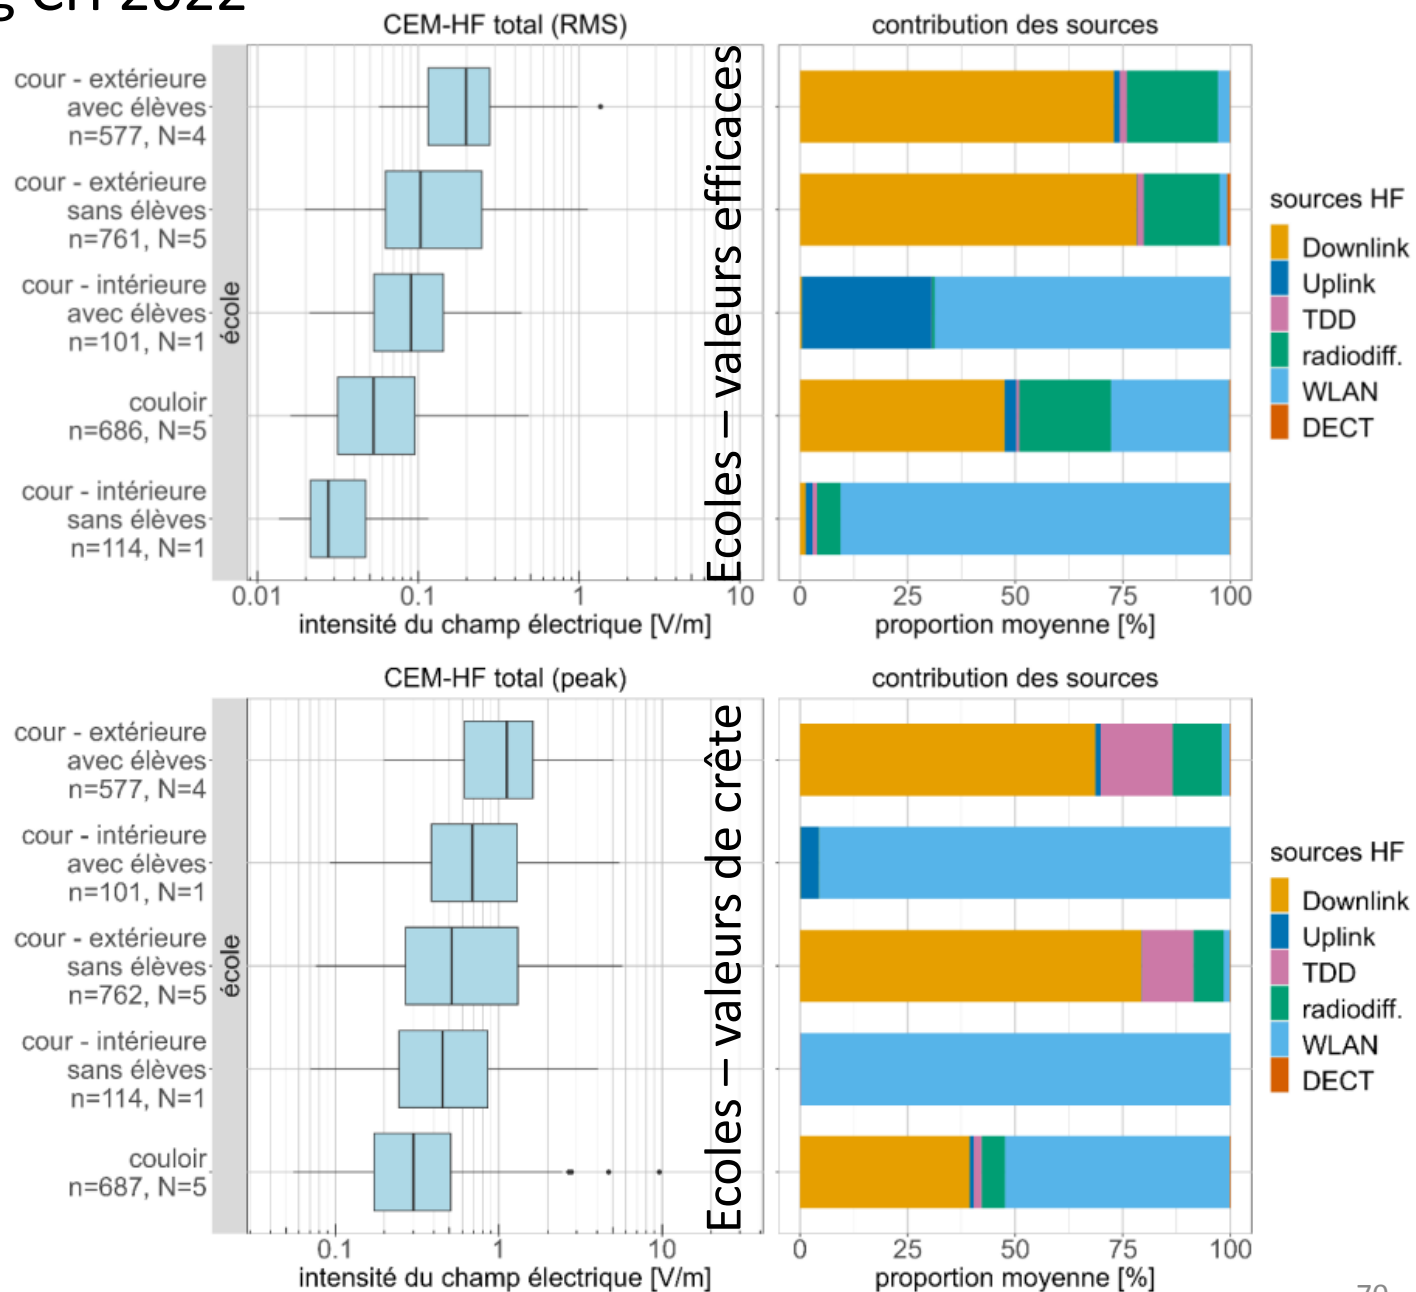 CH 2022
CEM-HF total (RMS)
contribution des sources
cour - extérieure
avec élèves
n=577, N=4
cour - extérieure
sans élèves
n=761, N=5
cour - intérieure
avec élèves
n=101, N=1
couloir
n=686, N=5
cour - intérieure
sans élèves
n=114, N=1
école
Ecoles – valeurs efficaces
0.01 0.1 1 10
intensité du champ électrique [V/m]
0 25 50 75 100
proportion moyenne [%]
sources HF
Downlink
Uplink
TDD
radiodiff.
WLAN
DECT
CEM-HF total (peak)
contribution des sources
cour - extérieure
avec élèves
n=577, N=4
cour - intérieure
avec élèves
n=101, N=1
cour - extérieure
sans élèves
n=762, N=5
cour - intérieure
sans élèves
n=114, N=1
couloir
n=687, N=5
école
Ecoles – valeurs de crête
0.1 1 10
intensité du champ électrique [V/m]
0 25 50 75 100
proportion moyenne [%]
sources HF
Downlink
Uplink
TDD
radiodiff.
WLAN
DECT